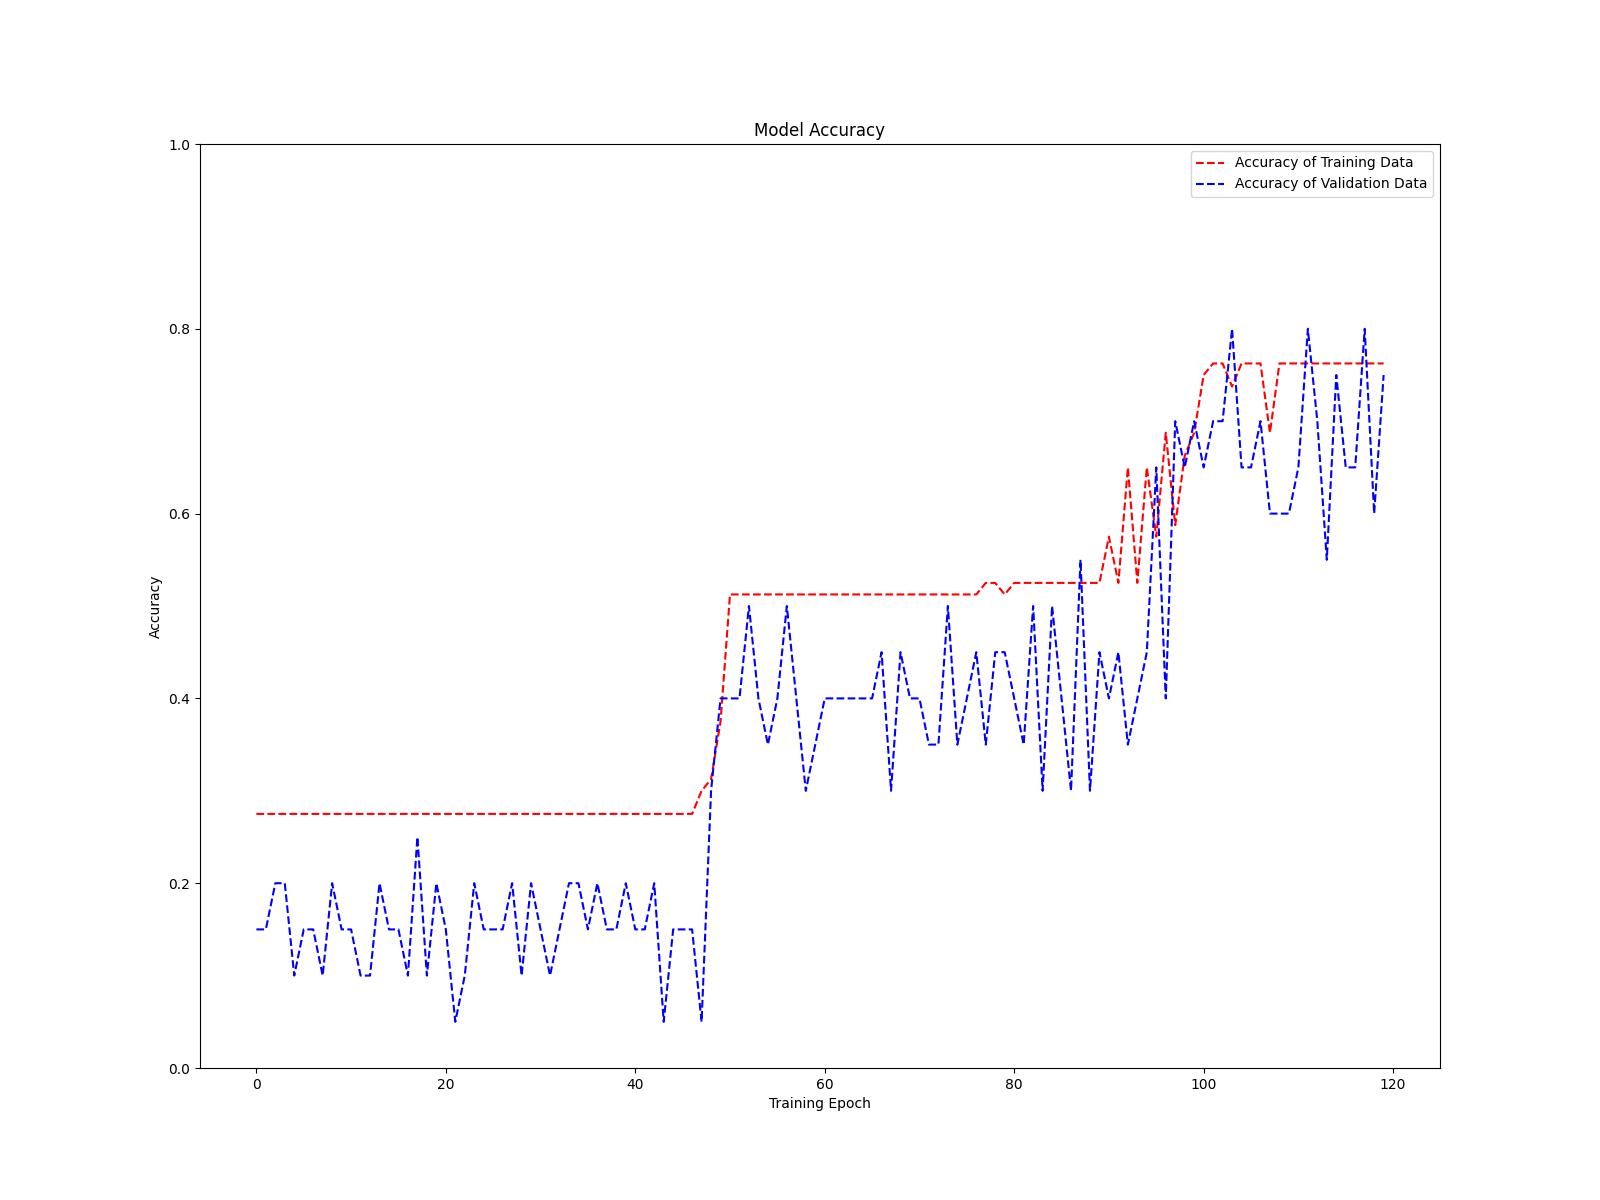 Model Accuracy
Accuracy of Training Data
Accuracy of Validation Data
1.0
0.8
0.6
0.4
0.2
0.0
Accuracy
0 20 40 60 80 100 120
Training Epoch